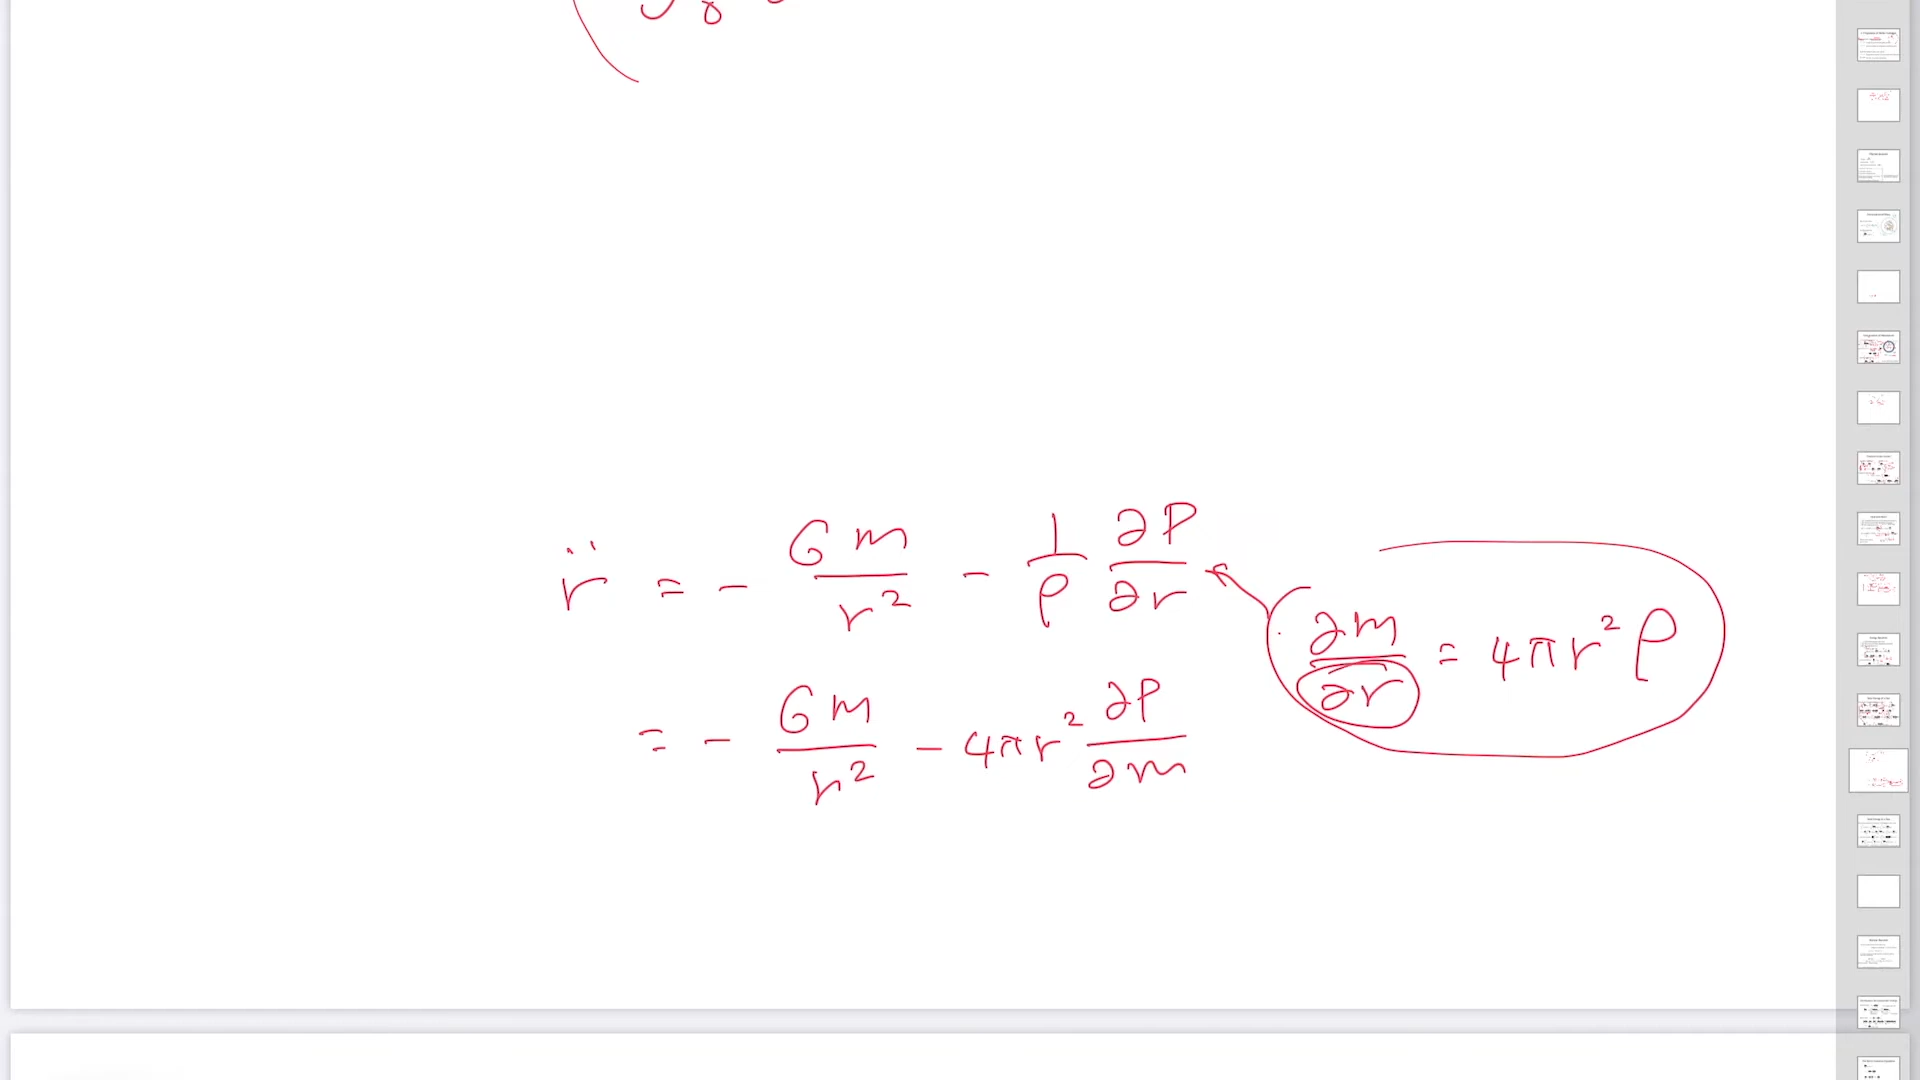 r̈ = - Gm/r² - 1/ρ ∂P/∂r
∂m/∂r = 4πr²ρ
= - Gm/r² - 4πr² ∂P/∂m